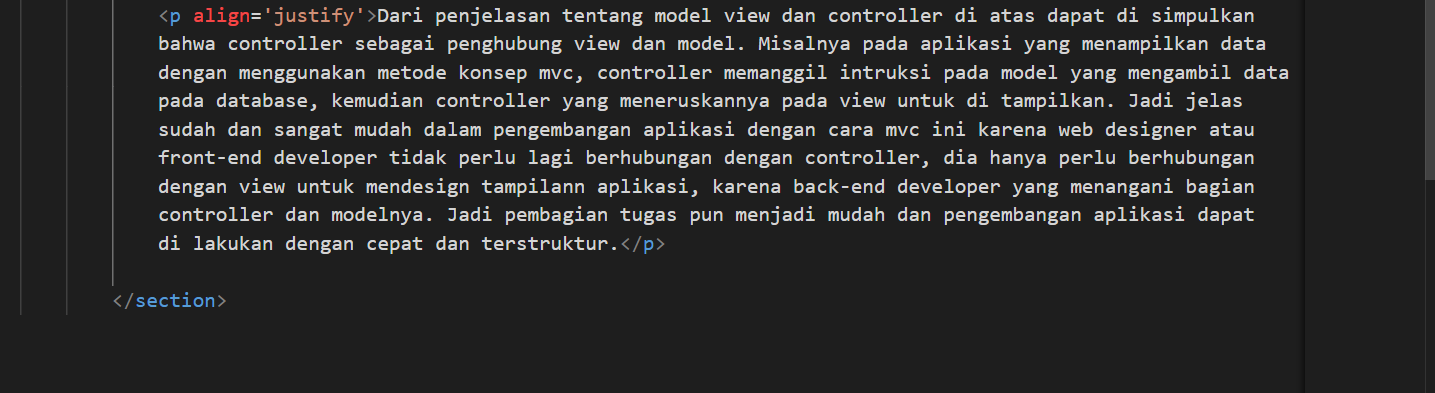 <p align='justify'>Dari penjelasan tentang model view dan controller di atas dapat di simpulkan
bahwa controller sebagai penghubung view dan model. Misalnya pada aplikasi yang menampilkan data
dengan menggunakan metode konsep mvc, controller memanggil intruksi pada model yang mengambil data
pada database, kemudian controller yang meneruskannya pada view untuk di tampilkan. Jadi jelas
sudah dan sangat mudah dalam pengembangan aplikasi dengan cara mvc ini karena web designer atau
front-end developer tidak perlu lagi berhubungan dengan controller, dia hanya perlu berhubungan
dengan view untuk mendesign tampilann aplikasi, karena back-end developer yang menangani bagian
controller dan modelnya. Jadi pembagian tugas pun menjadi mudah dan pengembangan aplikasi dapat
di lakukan dengan cepat dan terstruktur.</p>
</section>